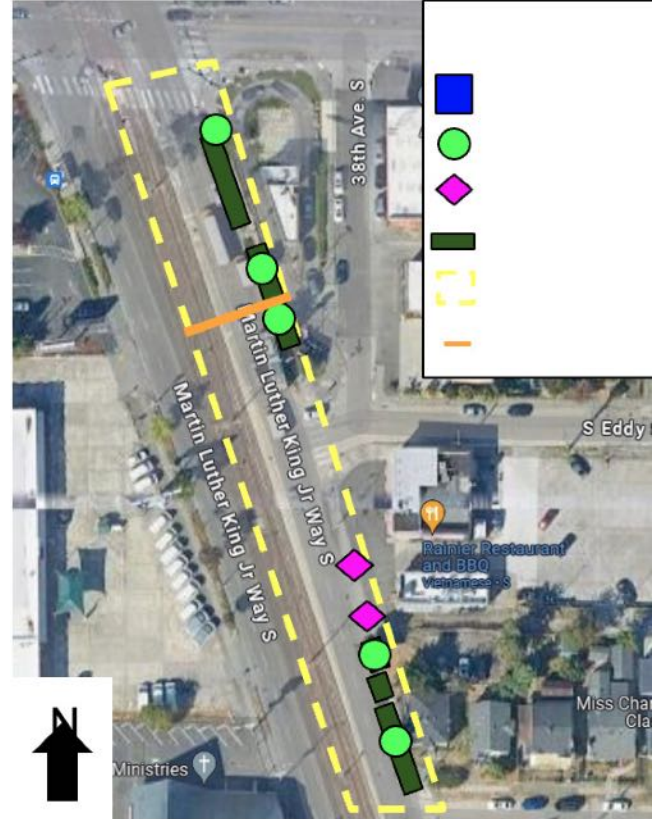 38th Ave. S
Martin Luther King Jr Way S
Martin Luther King Jr Way S
S Eddy
Rainier Restaurant
and BBQ
Vietnamese · $
Miss Char
Cla
Ministries
N